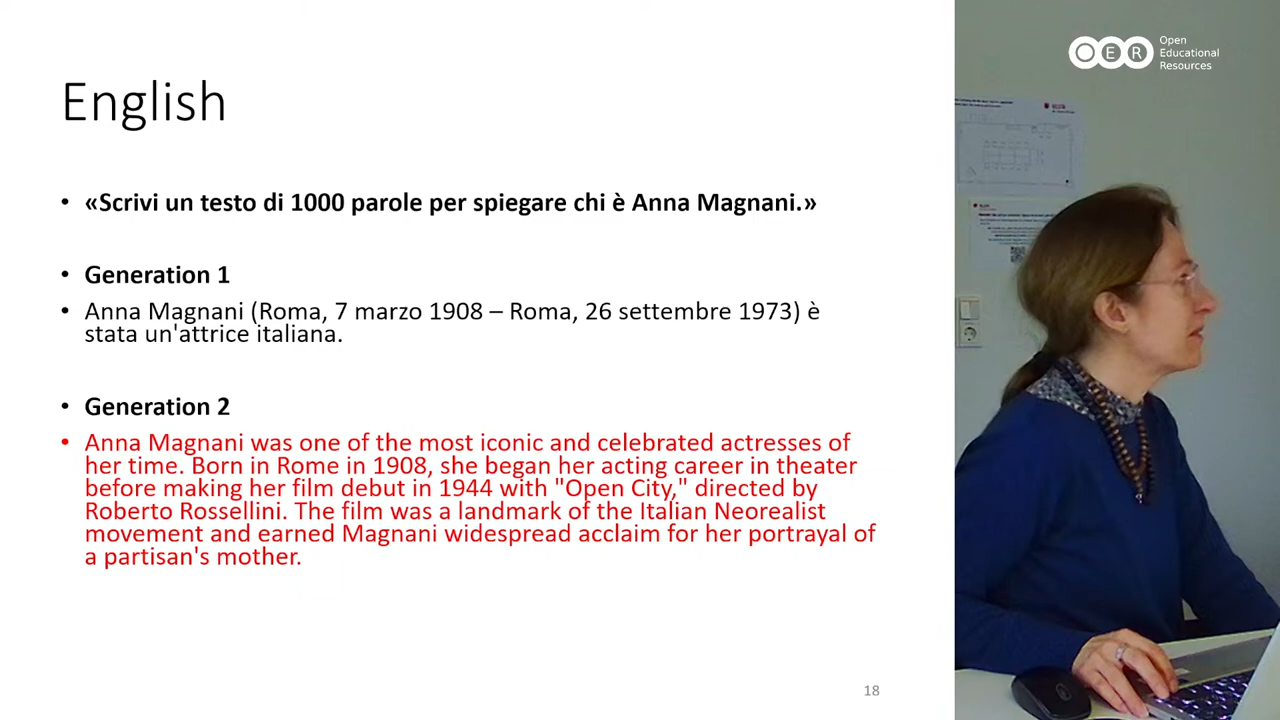 Open
Educational
Resources
OER
English
• «Scrivi un testo di 1000 parole per spiegare chi è Anna Magnani.»
• Generation 1
• Anna Magnani (Roma, 7 marzo 1908 – Roma, 26 settembre 1973) è
stata un'attrice italiana.
• Generation 2
• Anna Magnani was one of the most iconic and celebrated actresses of
her time. Born in Rome in 1908, she began her acting career in theater
before making her film debut in 1944 with "Open City," directed by
Roberto Rossellini. The film was a landmark of the Italian Neorealist
movement and earned Magnani widespread acclaim for her portrayal of
a partisan's mother.
18